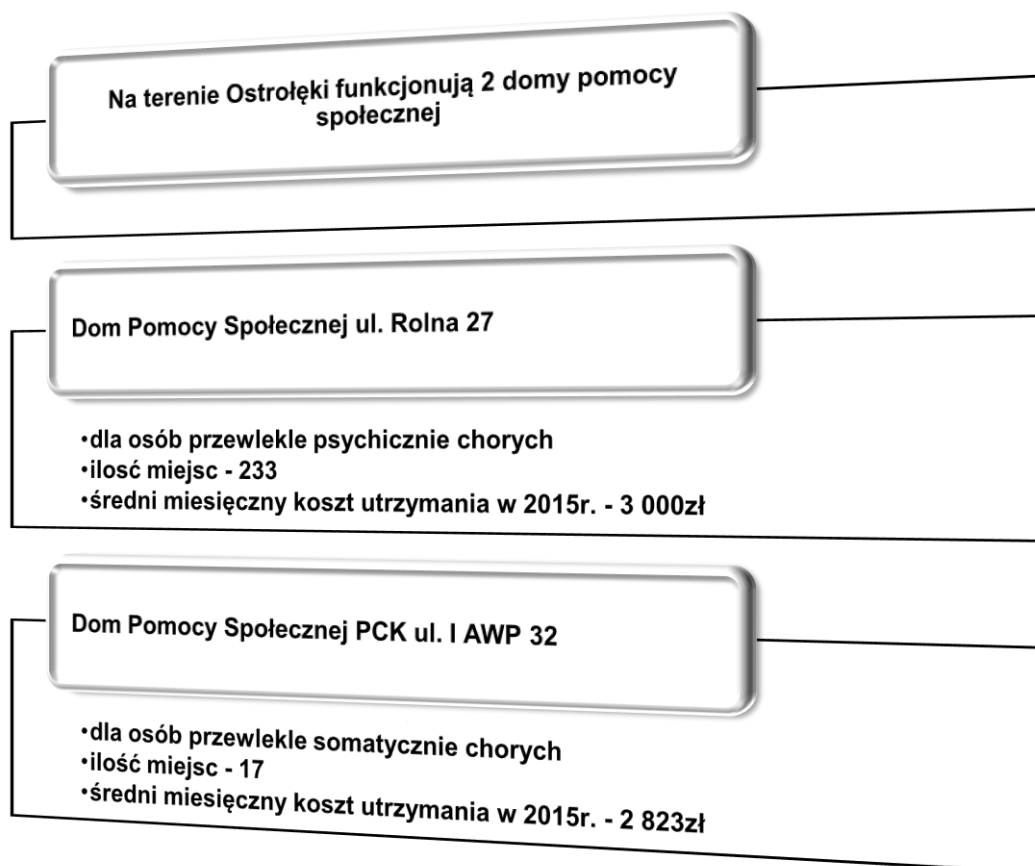 Na terenie Ostrołęki funkcjonują 2 domy pomocy
społecznej
Dom Pomocy Społecznej ul. Rolna 27
•dla osób przewlekle psychicznie chorych
•ilosć miejsc - 233
•średni miesięczny koszt utrzymania w 2015r. - 3 000zł
Dom Pomocy Społecznej PCK ul. I AWP 32
•dla osób przewlekle somatycznie chorych
•ilość miejsc - 17
•średni miesięczny koszt utrzymania w 2015r. - 2 823zł